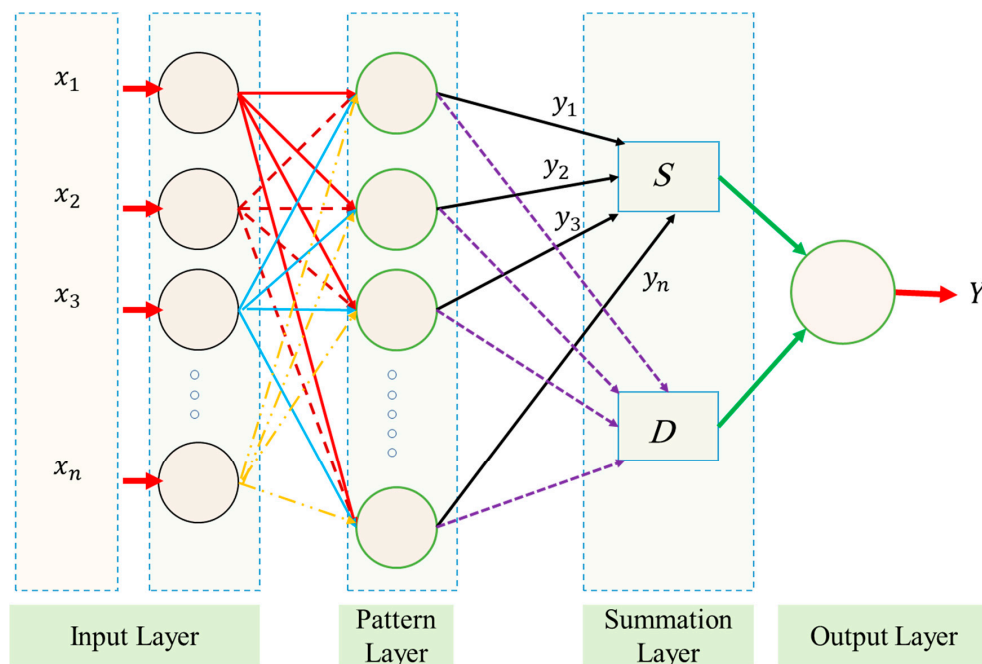 x₁
x₂
x₃
xₙ
y₁
y₂
y₃
yₙ
S
D
Y
Input Layer
Pattern
Layer
Summation
Layer
Output Layer